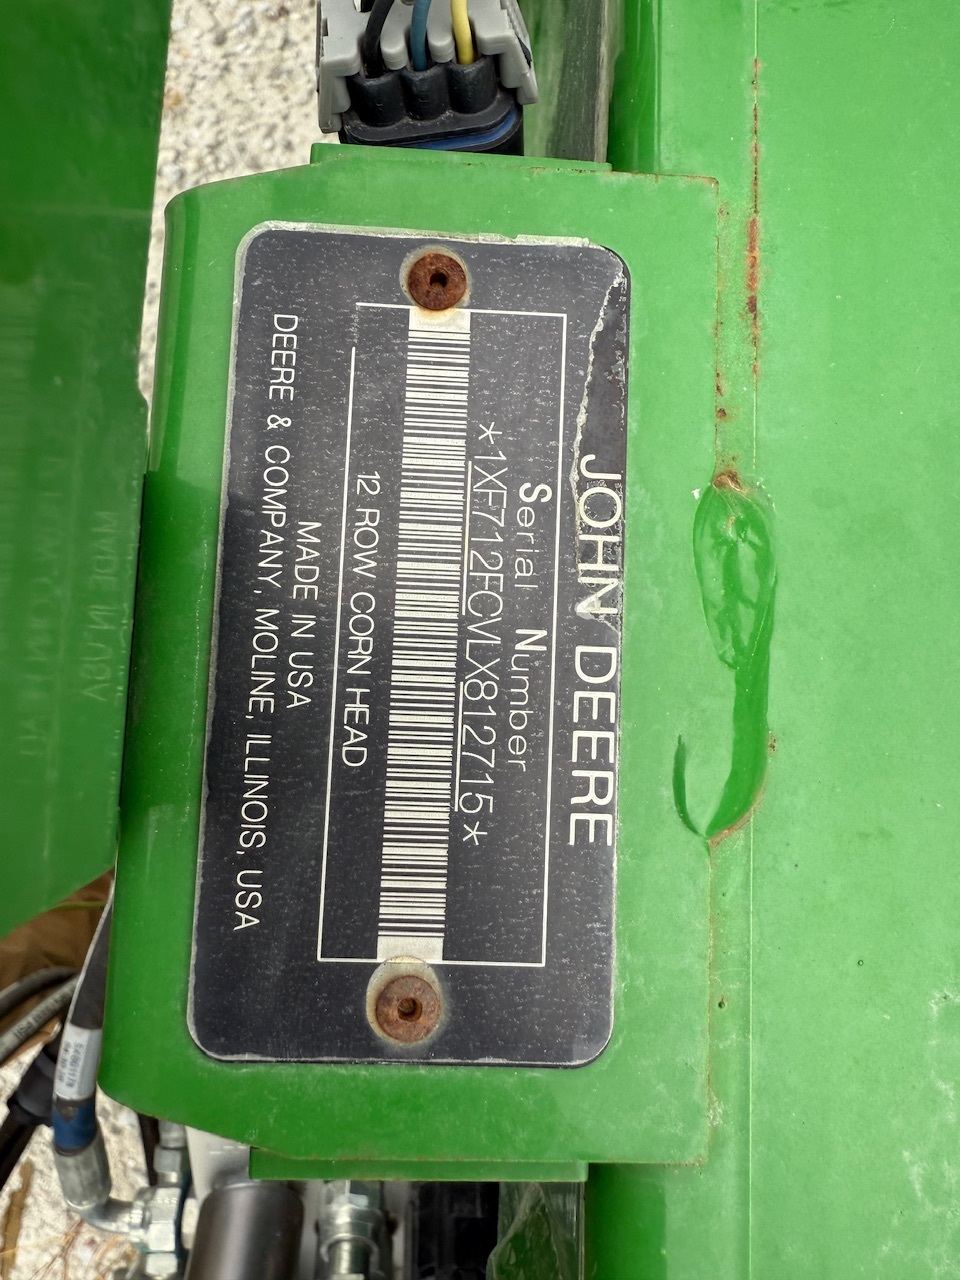 JOHN DEERE
Serial Number
*1XF712FCVLX812715*
12 ROW CORN HEAD
MADE IN USA
DEERE & COMPANY, MOLINE, ILLINOIS, USA